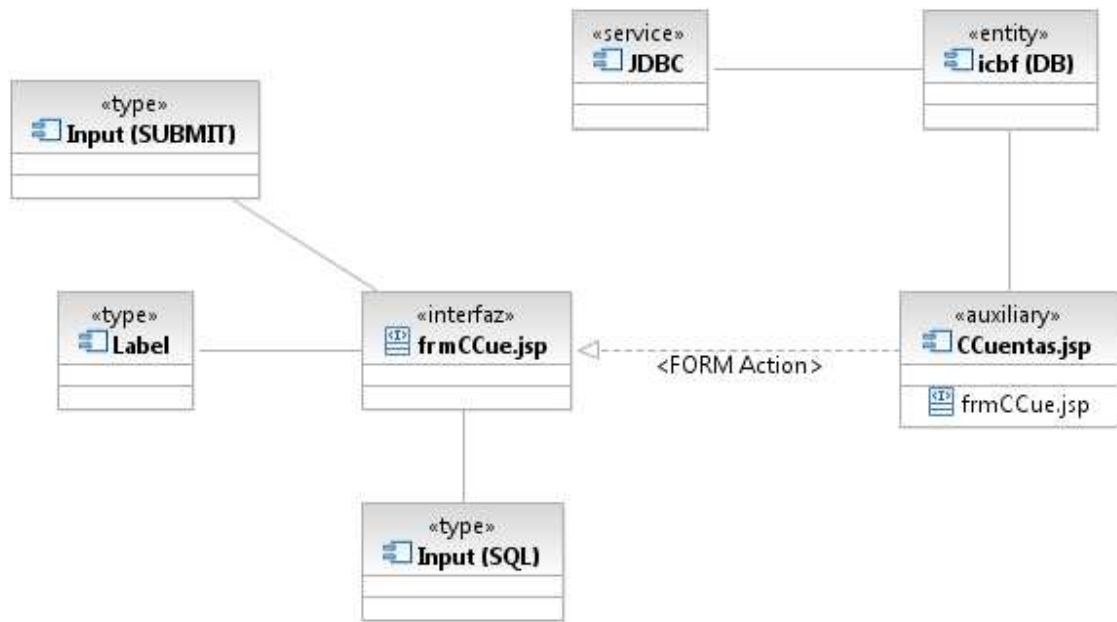 «service»
JDBC
«entity»
icbf (DB)
«type»
Input (SUBMIT)
«type»
Label
«interfaz»
frmCCue.jsp
<FORM Action>
«auxiliary»
CCuentas.jsp
frmCCue.jsp
«type»
Input (SQL)